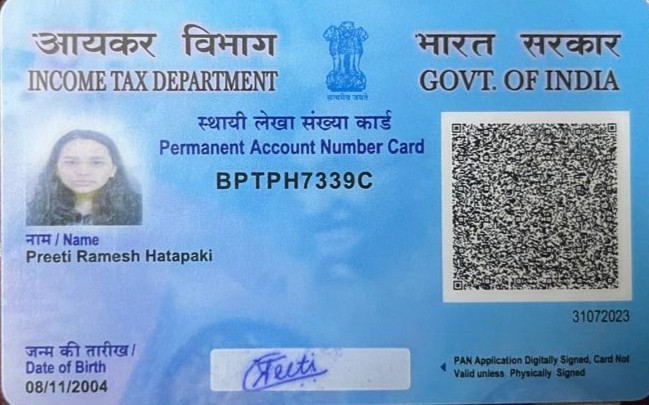 आयकर विभाग
INCOME TAX DEPARTMENT
सत्यमेव जयते
भारत सरकार
GOVT. OF INDIA
स्थायी लेखा संख्या कार्ड
Permanent Account Number Card
BPTPH7339C
नाम / Name
Preeti Ramesh Hatapaki
31072023
जन्म की तारीख/
Date of Birth
08/11/2004
Preeti
PAN Application Digitally Signed, Card Not
Valid unless Physically Signed